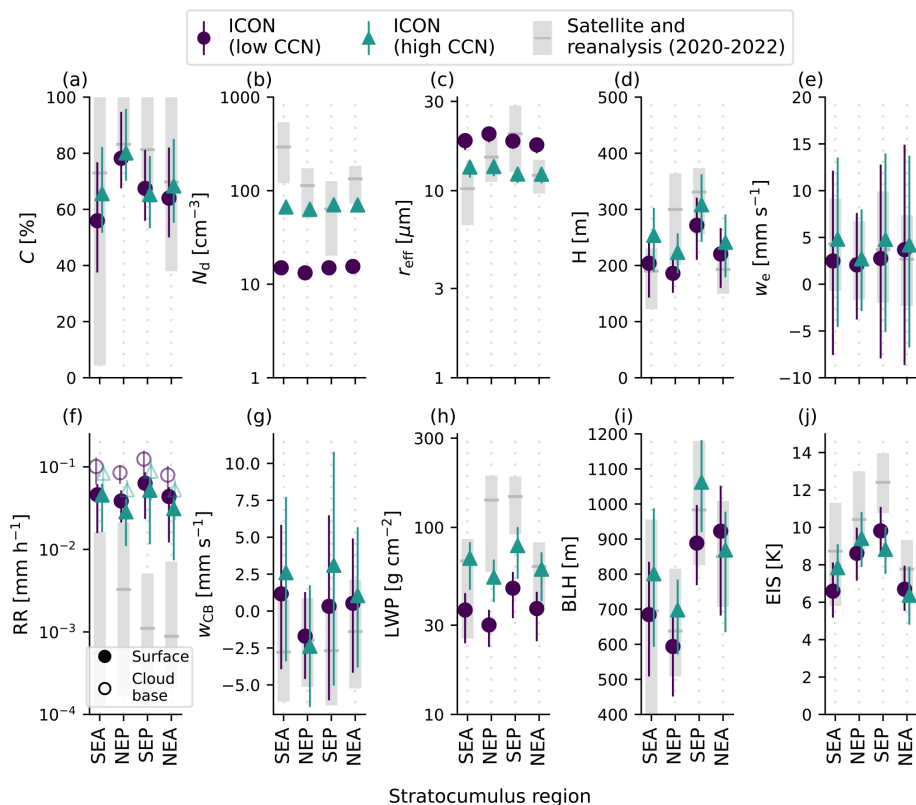 ICON
(low CCN)
ICON
(high CCN)
Satellite and
reanalysis (2020-2022)
(a)
C [%]
100
80
60
40
20
0
(b)
N_d [cm⁻³]
1000
100
10
1
(c)
r_eff [μm]
30
10
3
1
(d)
H [m]
500
400
300
200
100
0
(e)
w_e [mm s⁻¹]
20
15
10
5
0
−5
−10
(f)
RR [mm h⁻¹]
10⁻¹
10⁻²
10⁻³
10⁻⁴
Surface
Cloud
base
SEA NEP SEP NEA
(g)
w_CB [mm s⁻¹]
10.0
7.5
5.0
2.5
0.0
−2.5
−5.0
SEA NEP SEP NEA
(h)
LWP [g cm⁻²]
300
100
30
10
SEA NEP SEP NEA
(i)
BLH [m]
1200
1100
1000
900
800
700
600
500
400
SEA NEP SEP NEA
(j)
EIS [K]
14
12
10
8
6
4
2
0
SEA NEP SEP NEA
Stratocumulus region